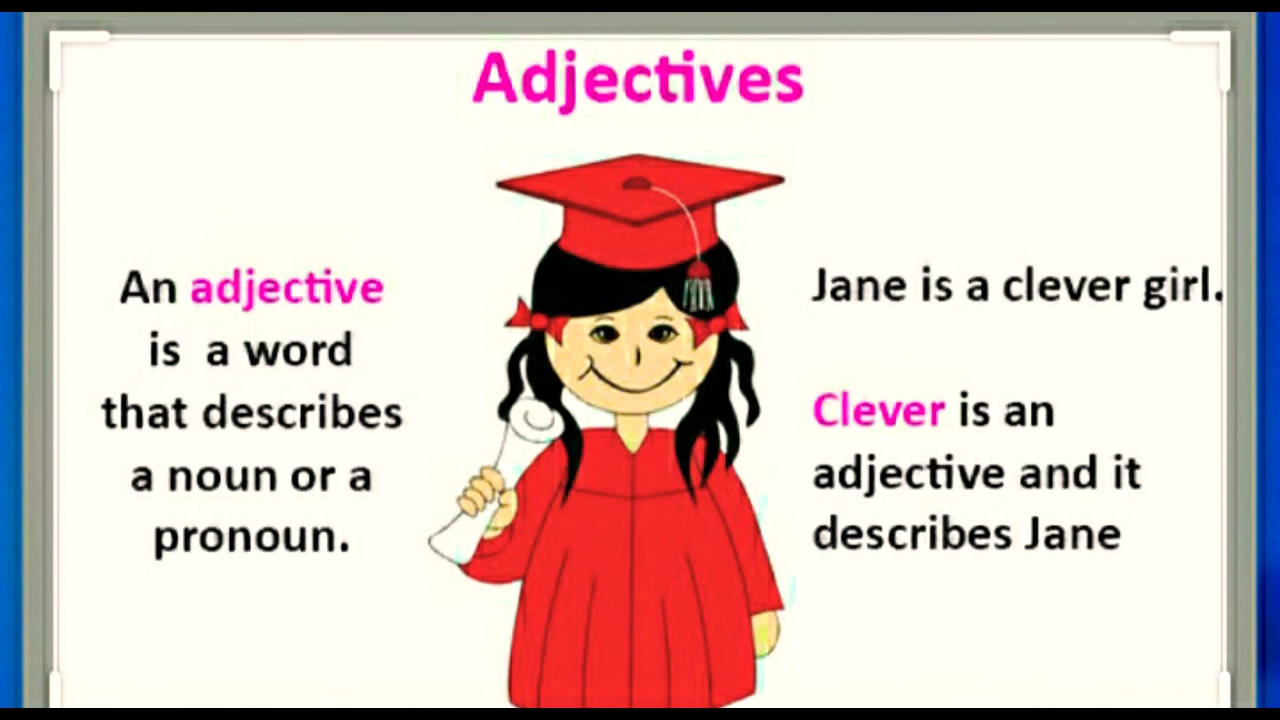 Adjectives
An adjective
is a word
that describes
a noun or a
pronoun.
Jane is a clever girl.
Clever is an
adjective and it
describes Jane